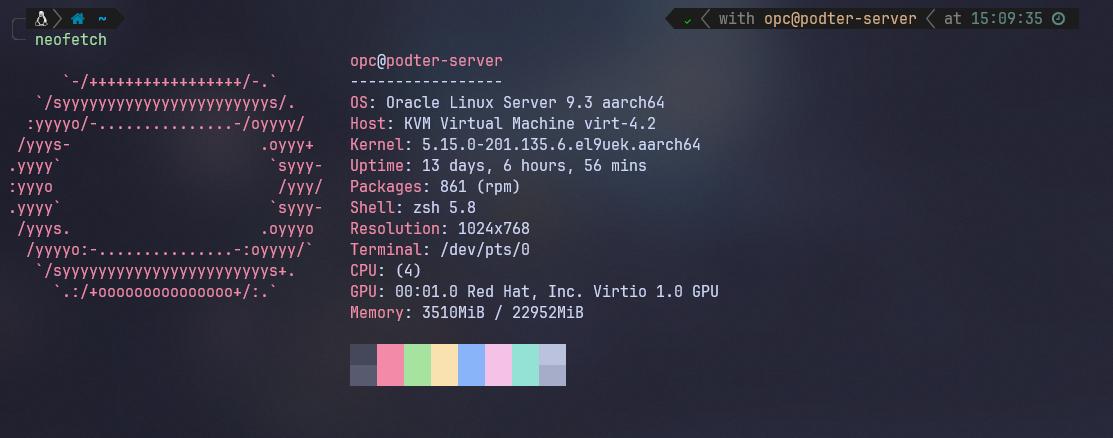 ~ ✓ with opc@podter-server at 15:09:35
neofetch
opc@podter-server
`-/+++++++++++++++++/-.` -----------------
`/syyyyyyyyyyyyyyyyyyyyyyys/. OS: Oracle Linux Server 9.3 aarch64
:yyyyo/-...............-/oyyyy/ Host: KVM Virtual Machine virt-4.2
/yyys- .oyyy+ Kernel: 5.15.0-201.135.6.el9uek.aarch64
.yyyy` `syyy- Uptime: 13 days, 6 hours, 56 mins
:yyyo /yyy/ Packages: 861 (rpm)
.yyyy` `syyy- Shell: zsh 5.8
/yyys. .oyyyo Resolution: 1024x768
/yyyyo:-...............-:oyyyy/` Terminal: /dev/pts/0
`/syyyyyyyyyyyyyyyyyyyyyyys+. CPU: (4)
`.:/+ooooooooooooooo+/:.` GPU: 00:01.0 Red Hat, Inc. Virtio 1.0 GPU
Memory: 3510MiB / 22952MiB